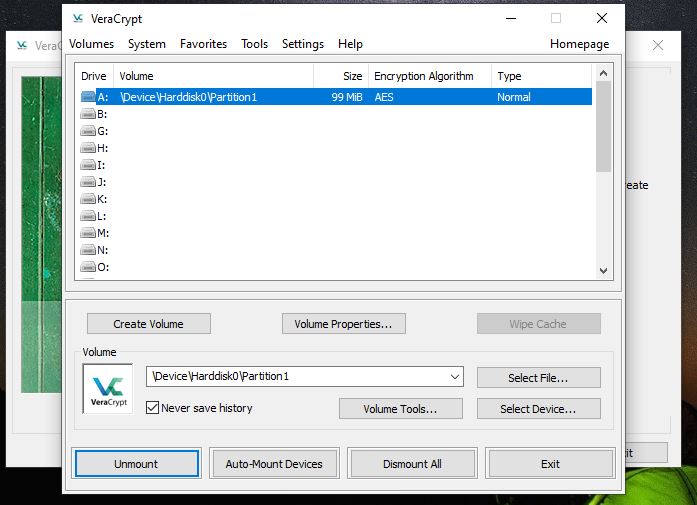 VeraCrypt
VeraC
Volumes System Favorites Tools Settings Help Homepage
Drive Volume Size Encryption Algorithm Type
A: \Device\Harddisk0\Partition1 99 MiB AES Normal
B:
G:
H:
I:
J:
K:
L:
M:
N:
O:
reate
Create Volume Volume Properties... Wipe Cache
Volume
\Device\Harddisk0\Partition1 Select File...
VeraCrypt
Never save history Volume Tools... Select Device...
Unmount Auto-Mount Devices Dismount All Exit
it